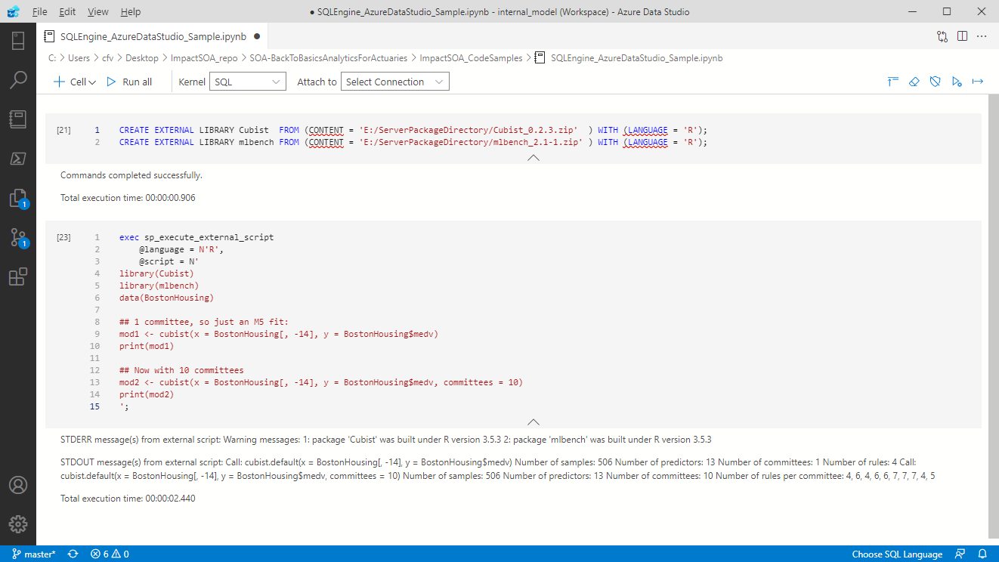 File Edit View Help
● SQLEngine_AzureDataStudio_Sample.ipynb - internal_model (Workspace) - Azure Data Studio
SQLEngine_AzureDataStudio_Sample.ipynb ●
C: > Users > cfv > Desktop > ImpactSOA_repo > SOA-BackToBasicsAnalyticsForActuaries > ImpactSOA_CodeSamples > SQLEngine_AzureDataStudio_Sample.ipynb
Cell Run all Kernel SQL Attach to Select Connection
[21] 1 CREATE EXTERNAL LIBRARY Cubist  FROM (CONTENT = 'E:/ServerPackageDirectory/Cubist_0.2.3.zip'  ) WITH (LANGUAGE = 'R');
2 CREATE EXTERNAL LIBRARY mlbench FROM (CONTENT = 'E:/ServerPackageDirectory/mlbench_2.1-1.zip' ) WITH (LANGUAGE = 'R');
Commands completed successfully.
Total execution time: 00:00:00.906
[23] 1 exec sp_execute_external_script
2     @language = N'R',
3     @script = N'
4 library(Cubist)
5 library(mlbench)
6 data(BostonHousing)
7
8 ## 1 committee, so just an M5 fit:
9 mod1 <- cubist(x = BostonHousing[, -14], y = BostonHousing$medv)
10 print(mod1)
11
12 ## Now with 10 committees
13 mod2 <- cubist(x = BostonHousing[, -14], y = BostonHousing$medv, committees = 10)
14 print(mod2)
15 ';
STDERR message(s) from external script: Warning messages: 1: package 'Cubist' was built under R version 3.5.3 2: package 'mlbench' was built under R version 3.5.3
STDOUT message(s) from external script: Call: cubist.default(x = BostonHousing[, -14], y = BostonHousing$medv) Number of samples: 506 Number of predictors: 13 Number of committees: 1 Number of rules: 4 Call:
cubist.default(x = BostonHousing[, -14], y = BostonHousing$medv, committees = 10) Number of samples: 506 Number of predictors: 13 Number of committees: 10 Number of rules per committee: 4, 6, 4, 6, 6, 7, 7, 7, 4, 5
Total execution time: 00:00:02.440
1
1
master* 6 0 Choose SQL Language